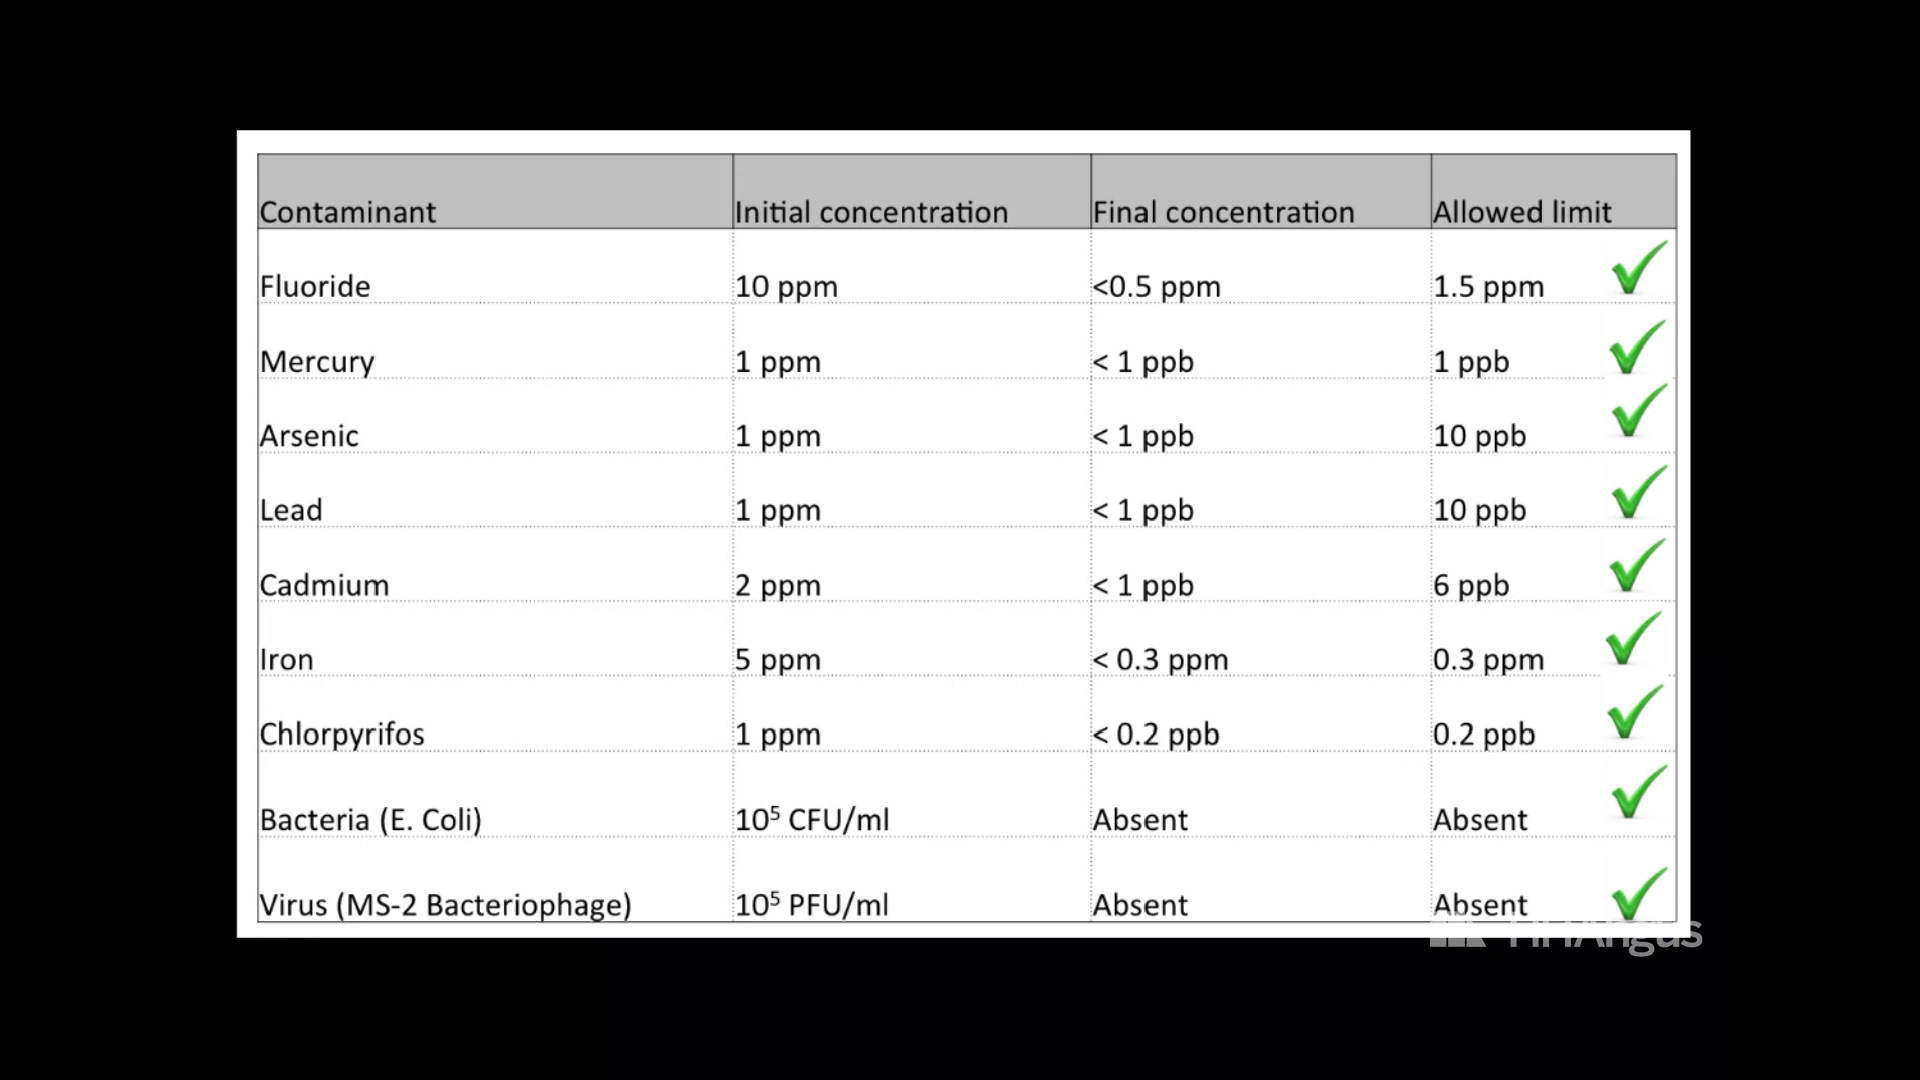 Contaminant Initial concentration Final concentration Allowed limit
Fluoride 10 ppm <0.5 ppm 1.5 ppm
Mercury 1 ppm < 1 ppb 1 ppb
Arsenic 1 ppm < 1 ppb 10 ppb
Lead 1 ppm < 1 ppb 10 ppb
Cadmium 2 ppm < 1 ppb 6 ppb
Iron 5 ppm < 0.3 ppm 0.3 ppm
Chlorpyrifos 1 ppm < 0.2 ppb 0.2 ppb
Bacteria (E. Coli) 10⁵ CFU/ml Absent Absent
Virus (MS-2 Bacteriophage) 10⁵ PFU/ml Absent Absent